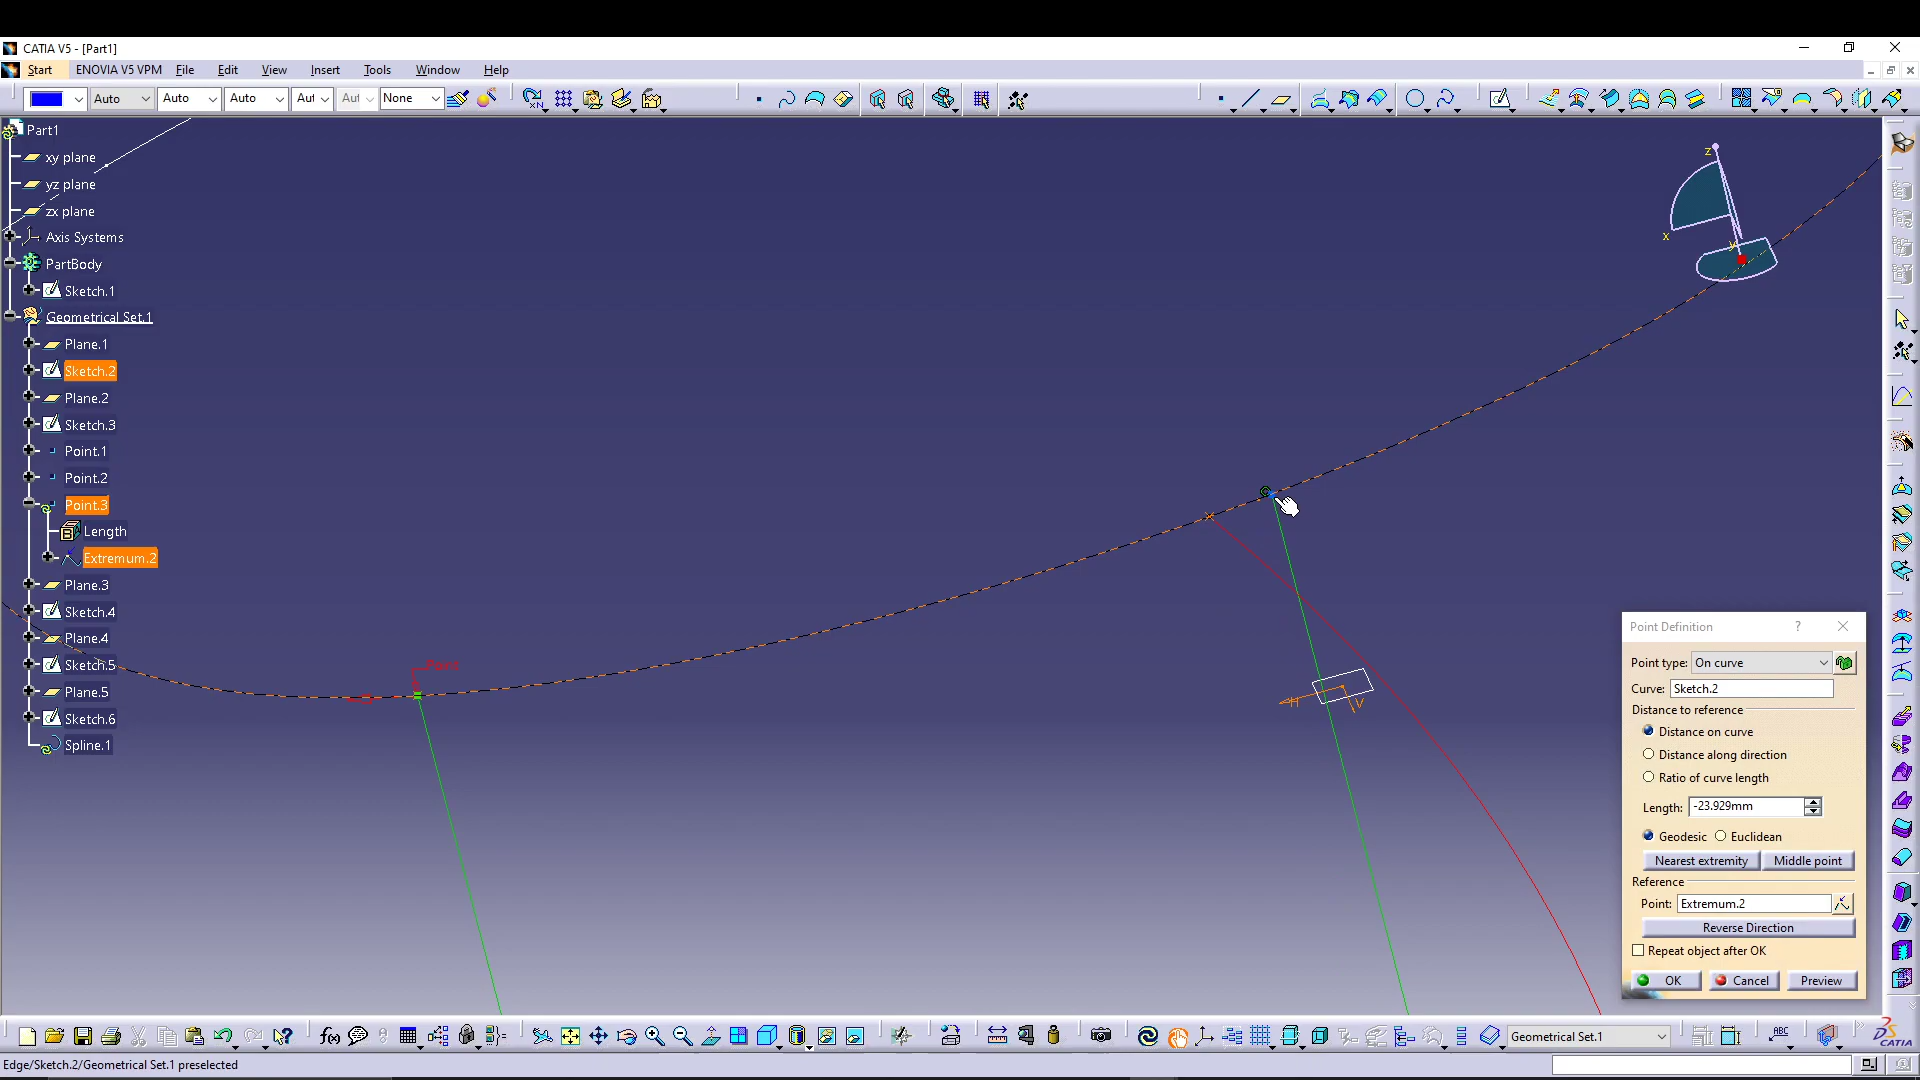 CATIA V5 - [Part1]
Start ENOVIA V5 VPM File Edit View Insert Tools Window Help
Auto Auto Auto Aut Aut None
Part1
xy plane
yz plane
zx plane
Axis Systems
PartBody
Sketch.1
Geometrical Set.1
Plane.1
Sketch.2
Plane.2
Sketch.3
Point.1
Point.2
Point.3
Length
Extremum.2
Plane.3
Sketch.4
Plane.4
Sketch.5
Plane.5
Sketch.6
Spline.1
z
x
y
Point
H
V
Point Definition ?
Point type: On curve
Curve: Sketch.2
Distance to reference
Distance on curve
Distance along direction
Ratio of curve length
Length: -23.929mm
Geodesic Euclidean
Nearest extremity Middle point
Reference
Point: Extremum.2
Reverse Direction
Repeat object after OK
OK Cancel Preview
Geometrical Set.1
CATIA
Edge/Sketch.2/Geometrical Set.1 preselected